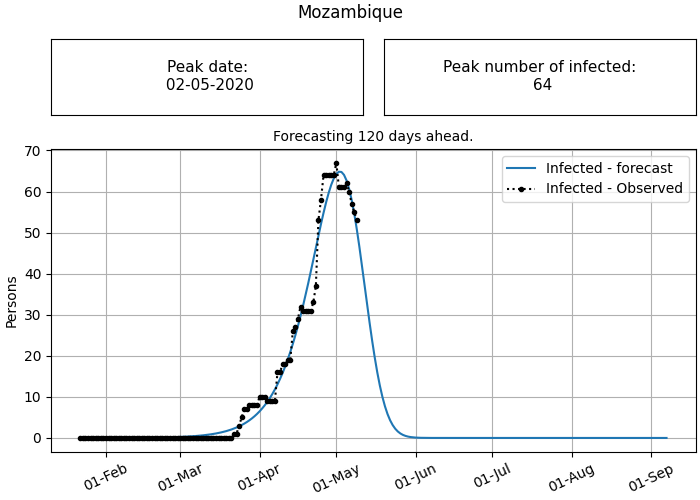 Mozambique
Peak date:
02-05-2020
Peak number of infected:
64
Forecasting 120 days ahead.
Infected - forecast
Infected - Observed
Persons
70
60
50
40
30
20
10
0
01-Feb
01-Mar
01-Apr
01-May
01-Jun
01-Jul
01-Aug
01-Sep